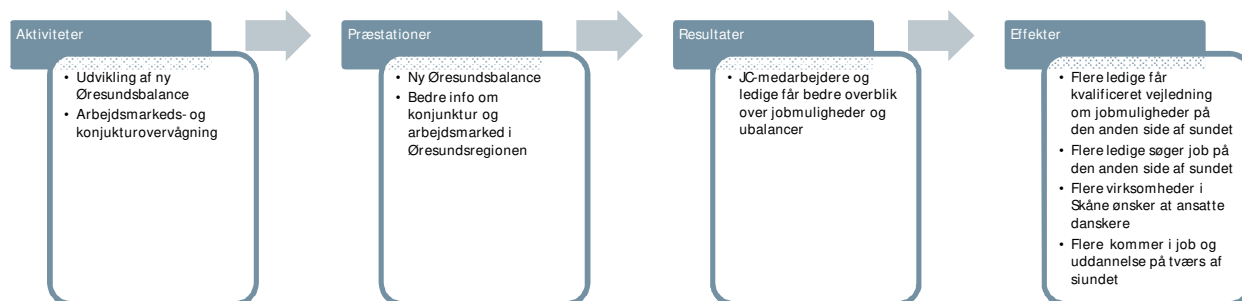 Aktiviteter
• Udvikling af ny
Øresundsbalance
• Arbejdsmarkeds- og
konjukturovervågning
Præstationer
• Ny Øresundsbalance
• Bedre info om
konjunktur og
arbejdsmarked i
Øresundsregionen
Resultater
• JC-medarbejdere og
ledige får bedre overblik
over jobmuligheder og
ubalancer
Effekter
• Flere ledige får
kvalificeret vejledning
om jobmuligheder på
den anden side af sundet
• Flere ledige søger job på
den anden side af sundet
• Flere virksomheder i
Skåne ønsker at ansatte
danskere
• Flere kommer i job og
uddannelse på tværs af
siundet